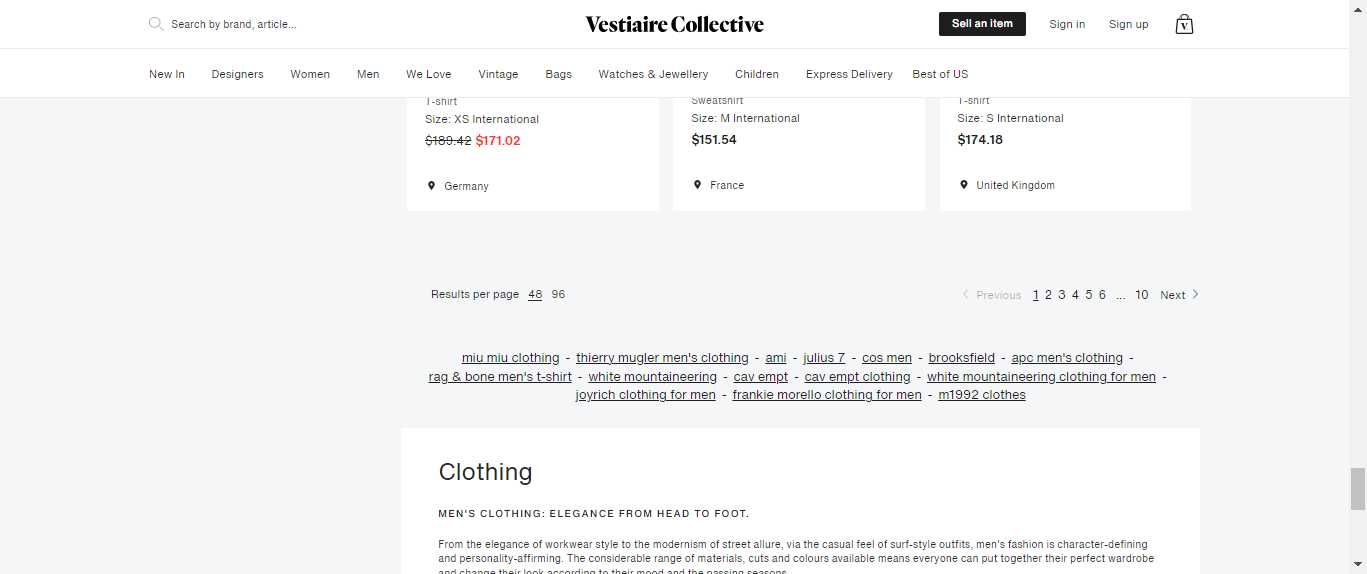 Search by brand, article...
Vestiaire Collective
Sell an item
Sign in
Sign up
V
New In
Designers
Women
Men
We Love
Vintage
Bags
Watches & Jewellery
Children
Express Delivery
Best of US
T-shirt
Size: XS International
$189.42 $171.02
Germany
Sweatshirt
Size: M International
$151.54
France
T-shirt
Size: S International
$174.18
United Kingdom
Results per page 48 96
Previous 1 2 3 4 5 6 ... 10 Next
miu miu clothing - thierry mugler men's clothing - ami - julius 7 - cos men - brooksfield - apc men's clothing -
rag & bone men's t-shirt - white mountaineering - cav empt - cav empt clothing - white mountaineering clothing for men -
joyrich clothing for men - frankie morello clothing for men - m1992 clothes
Clothing
MEN'S CLOTHING: ELEGANCE FROM HEAD TO FOOT.
From the elegance of workwear style to the modernism of street allure, via the casual feel of surf-style outfits, men's fashion is character-defining
and personality-affirming. The considerable range of materials, cuts and colours available means everyone can put together their perfect wardrobe
and change their look according to their mood and the passing seasons.